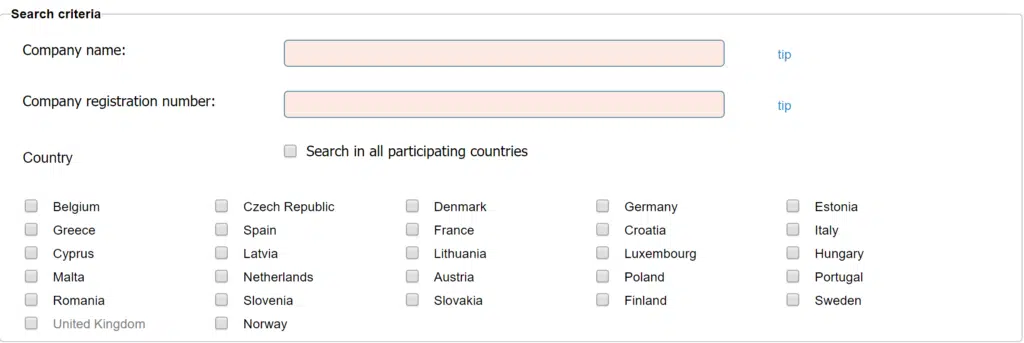 Search criteria
Company name: tip
Company registration number: tip
Country Search in all participating countries
Belgium Czech Republic Denmark Germany Estonia
Greece Spain France Croatia Italy
Cyprus Latvia Lithuania Luxembourg Hungary
Malta Netherlands Austria Poland Portugal
Romania Slovenia Slovakia Finland Sweden
United Kingdom Norway